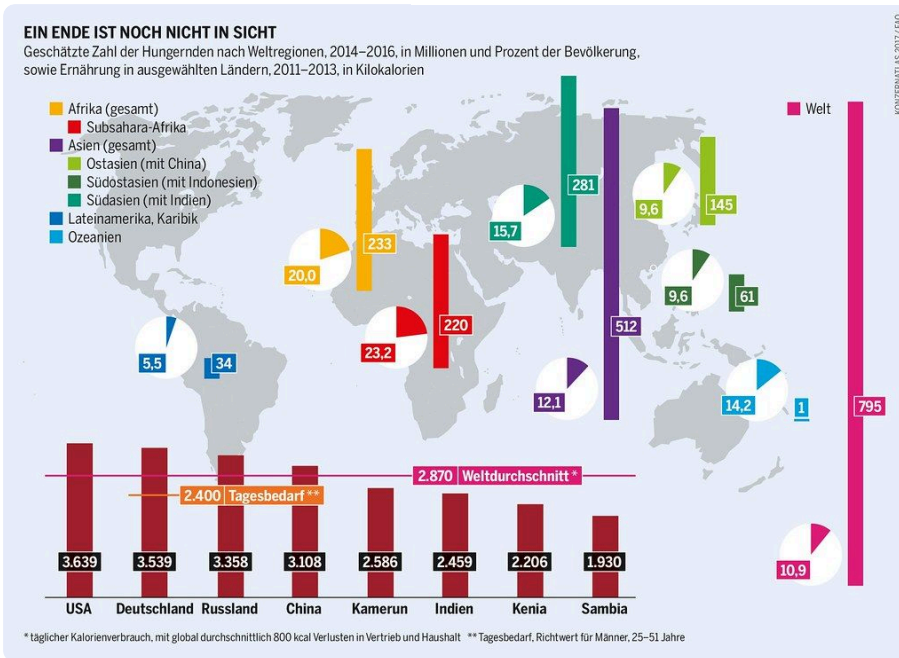 EIN ENDE IST NOCH NICHT IN SICHT
Geschätzte Zahl der Hungernden nach Weltregionen, 2014–2016, in Millionen und Prozent der Bevölkerung,
sowie Ernährung in ausgewählten Ländern, 2011–2013, in Kilokalorien
KONZERNATLAS 2017 / FAO
Afrika (gesamt)
Subsahara-Afrika
Asien (gesamt)
Ostasien (mit China)
Südostasien (mit Indonesien)
Südasien (mit Indien)
Lateinamerika, Karibik
Ozeanien
Welt
20,0
233
23,2
220
15,7
281
9,6
145
9,6
61
12,1
512
5,5
34
14,2
1
795
10,9
2.870 Weltdurchschnitt *
2.400 Tagesbedarf **
3.639
3.539
3.358
3.108
2.586
2.459
2.206
1.930
USA
Deutschland
Russland
China
Kamerun
Indien
Kenia
Sambia
* täglicher Kalorienverbrauch, mit global durchschnittlich 800 kcal Verlusten in Vertrieb und Haushalt ** Tagesbedarf, Richtwert für Männer, 25–51 Jahre